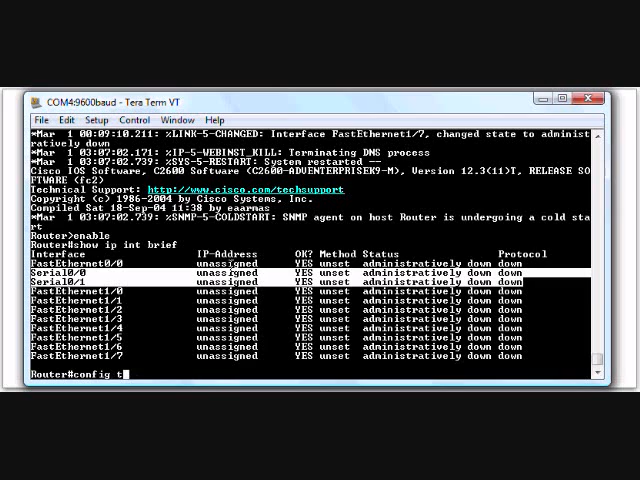 COM4:9600baud - Tera Term VT
File Edit Setup Control Window Help
*Mar 1 00:09:10.211: %LINK-5-CHANGED: Interface FastEthernet1/7, changed state to administ
ratively down
*Mar 1 03:07:02.171: %IP-5-WEBINST_KILL: Terminating DNS process
*Mar 1 03:07:02.739: %SYS-5-RESTART: System restarted --
Cisco IOS Software, C2600 Software (C2600-ADVENTERPRISEK9-M), Version 12.3(11)T, RELEASE SO
FTWARE (fc2)
Technical Support: http://www.cisco.com/techsupport
Copyright (c) 1986-2004 by Cisco Systems, Inc.
Compiled Sat 18-Sep-04 11:38 by eaarmas
*Mar 1 03:07:02.739: %SNMP-5-COLDSTART: SNMP agent on host Router is undergoing a cold sta
rt
Router>enable
Router#show ip int brief
Interface IP-Address OK? Method Status Protocol
FastEthernet0/0 unassigned YES unset administratively down down
Serial0/0 unassigned YES unset administratively down down
Serial0/1 unassigned YES unset administratively down down
FastEthernet1/0 unassigned YES unset administratively down down
FastEthernet1/1 unassigned YES unset administratively down down
FastEthernet1/2 unassigned YES unset administratively down down
FastEthernet1/3 unassigned YES unset administratively down down
FastEthernet1/4 unassigned YES unset administratively down down
FastEthernet1/5 unassigned YES unset administratively down down
FastEthernet1/6 unassigned YES unset administratively down down
FastEthernet1/7 unassigned YES unset administratively down down
Router#config t